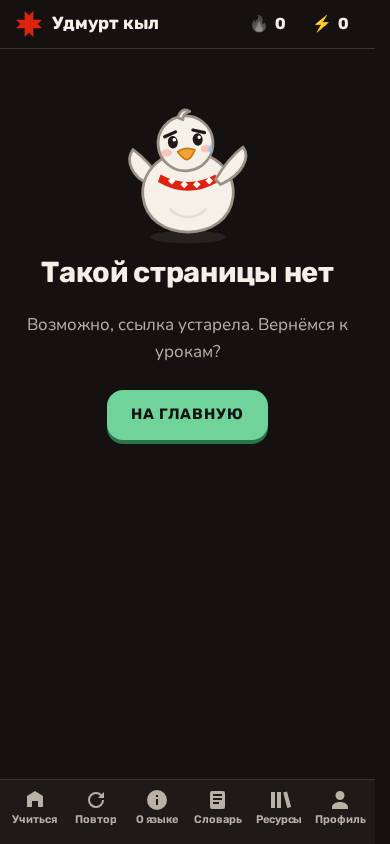 Удмурт кыл
0
0
Такой страницы нет
Возможно, ссылка устарела. Вернёмся к
урокам?
НА ГЛАВНУЮ
Учиться
Повтор
О языке
Словарь
Ресурсы
Профиль